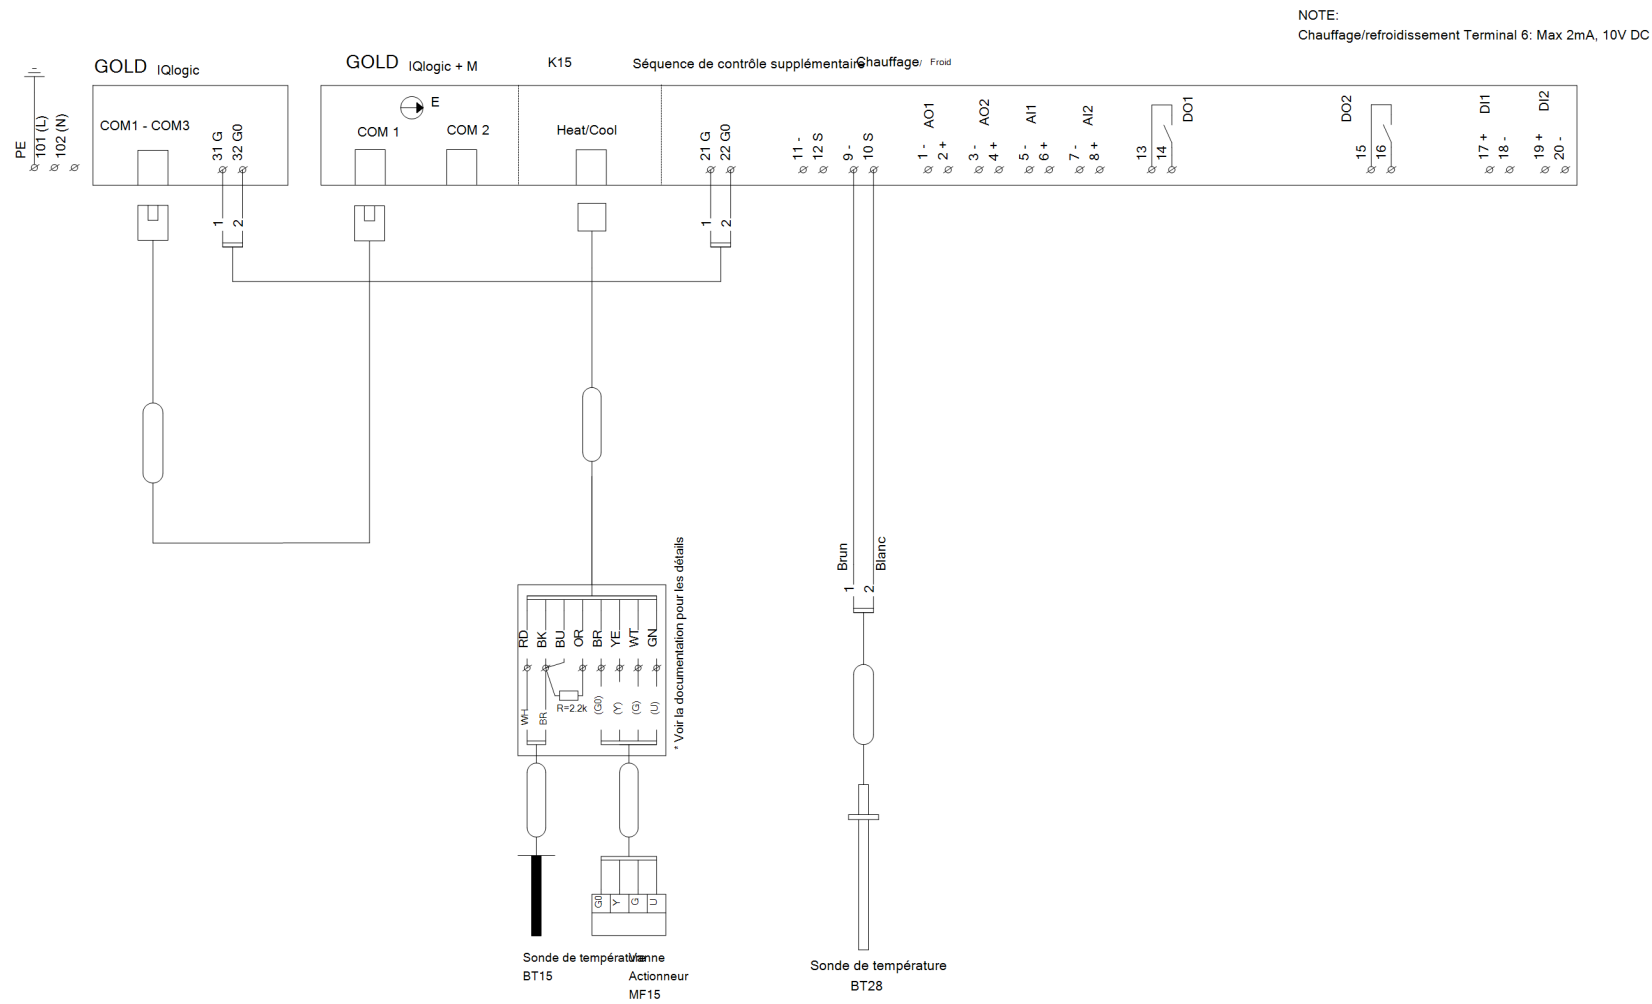 NOTE:
Chauffage/refroidissement Terminal 6: Max 2mA, 10V DC
GOLD IQlogic
GOLD IQlogic + M
K15
Séquence de contrôle supplémentaire
Chauffage/ Froid
PE
101 (L)
102 (N)
COM1 - COM3
31 G
32 G0
E
COM 1
COM 2
Heat/Cool
21 G
22 G0
11 -
12 S
9 -
10 S
AO1
1 -
2 +
AO2
3 -
4 +
AI1
5 -
6 +
AI2
7 -
8 +
DO1
13
14
DO2
15
16
DI1
17 +
18 -
DI2
19 +
20 -
1
2
1
2
Brun
Blanc
1
2
RD
BK
BU
OR
BR
YE
WT
GN
WH
BR
R=2.2k
(G0)
(Y)
(G)
(U)
* Voir la documentation pour les détails
G0
Y
G
U
Sonde de température
BT15
Vanne
Actionneur
MF15
Sonde de température
BT28